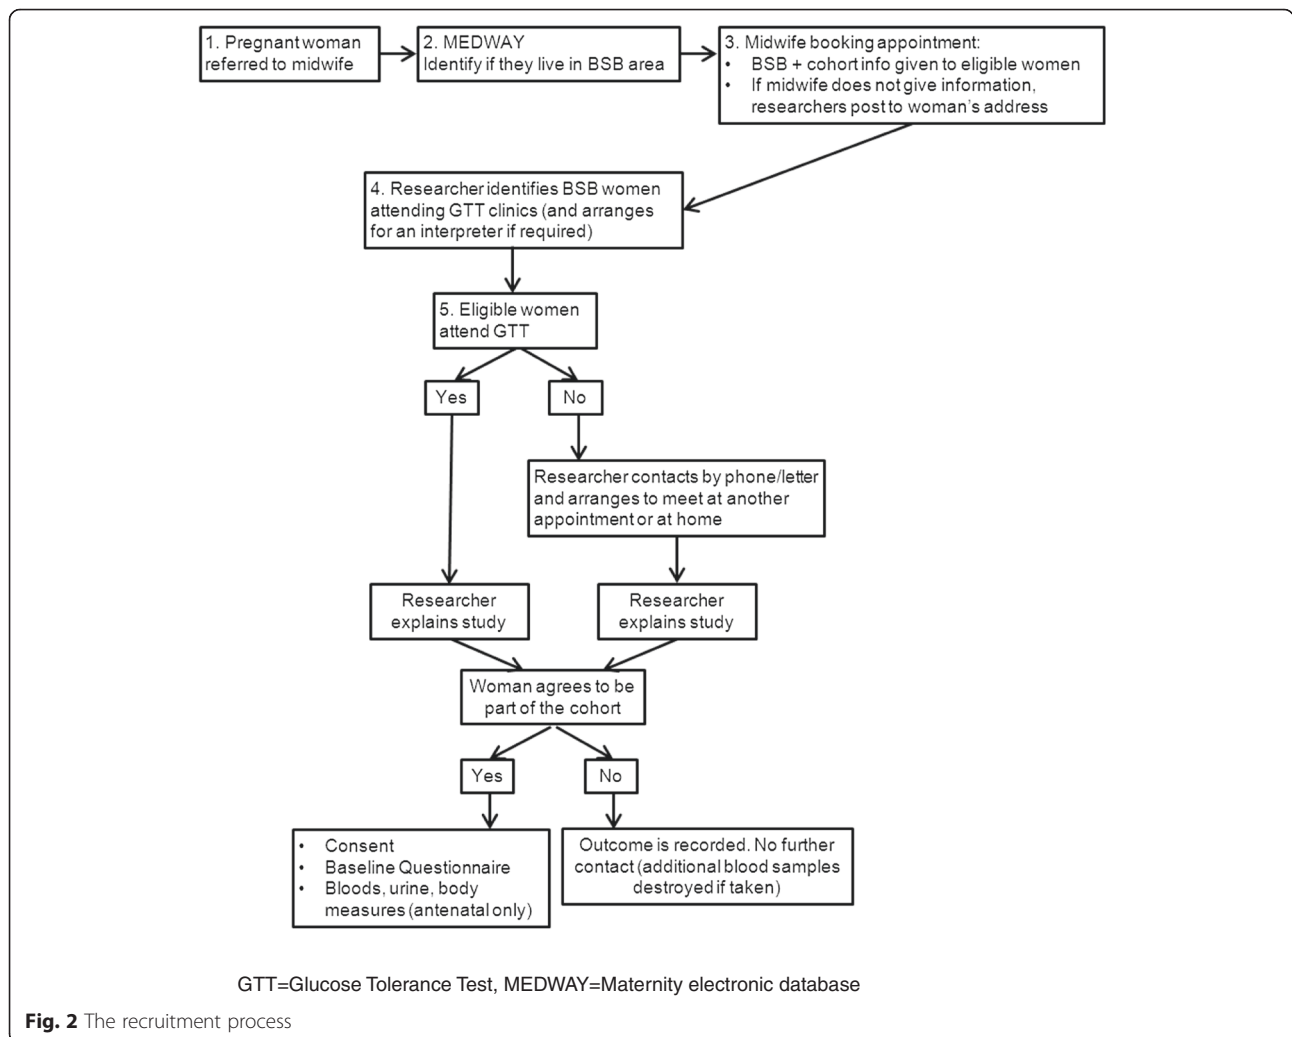 1. Pregnant woman
referred to midwife
2. MEDWAY
Identify if they live in BSB area
3. Midwife booking appointment:
• BSB + cohort info given to eligible women
• If midwife does not give information,
researchers post to woman's address
4. Researcher identifies BSB women
attending GTT clinics (and arranges
for an interpreter if required)
5. Eligible women
attend GTT
Yes
No
Researcher contacts by phone/letter
and arranges to meet at another
appointment or at home
Researcher
explains study
Researcher
explains study
Woman agrees to be
part of the cohort
Yes
No
• Consent
• Baseline Questionnaire
• Bloods, urine, body
measures (antenatal only)
Outcome is recorded. No further
contact (additional blood samples
destroyed if taken)
GTT=Glucose Tolerance Test, MEDWAY=Maternity electronic database
Fig. 2 The recruitment process